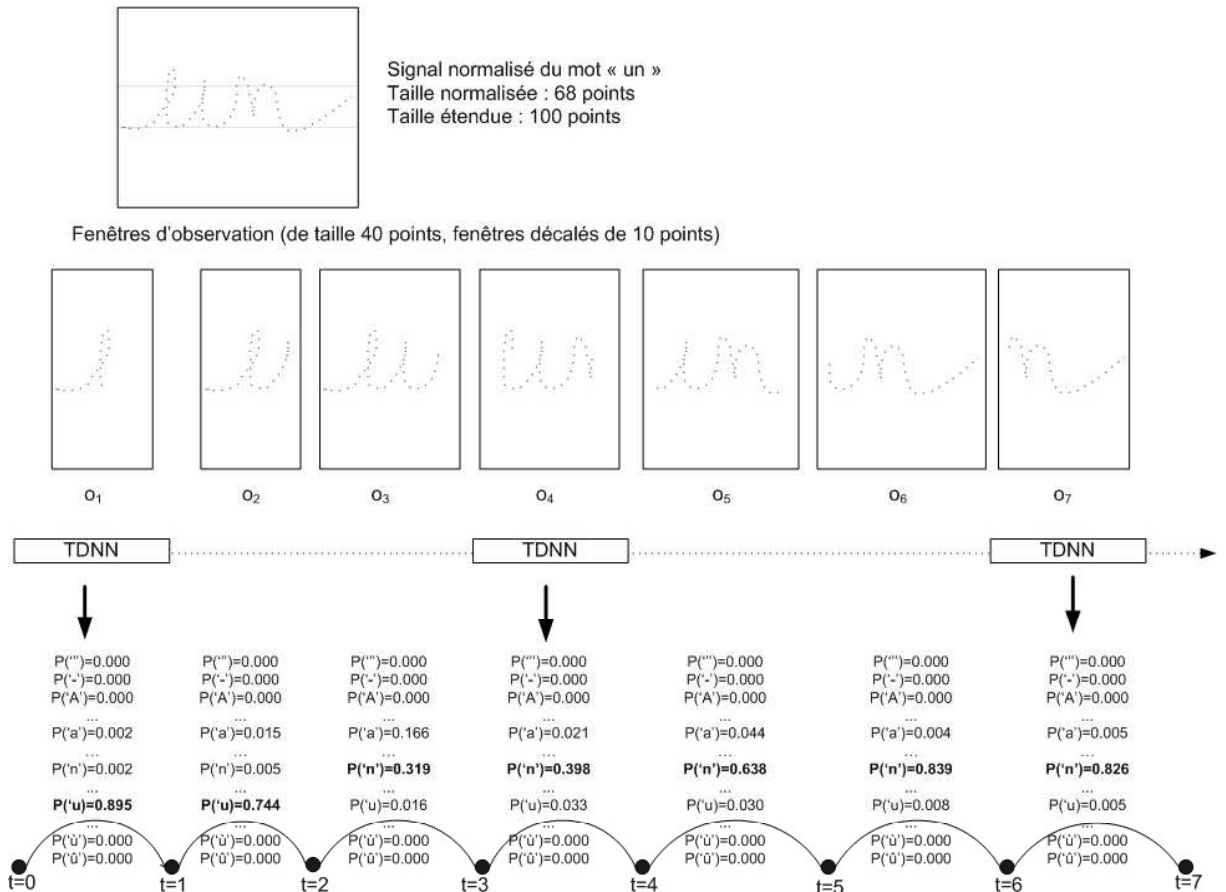 Signal normalisé du mot « un »
Taille normalisée : 68 points
Taille étendue : 100 points
Fenêtres d'observation (de taille 40 points, fenêtres décalés de 10 points)
o₁ o₂ o₃ o₄ o₅ o₆ o₇
TDNN TDNN TDNN
P(‘’’)=0.000 P(‘’’)=0.000 P(‘’’)=0.000 P(‘’’)=0.000 P(‘’’)=0.000 P(‘’’)=0.000 P(‘’’)=0.000
P(‘-’)=0.000 P(‘-’)=0.000 P(‘-’)=0.000 P(‘-’)=0.000 P(‘-’)=0.000 P(‘-’)=0.000 P(‘-’)=0.000
P(‘A’)=0.000 P(‘A’)=0.000 P(‘A’)=0.000 P(‘A’)=0.000 P(‘A’)=0.000 P(‘A’)=0.000 P(‘A’)=0.000
... ... ... ... ... ... ...
P(‘a’)=0.002 P(‘a’)=0.015 P(‘a’)=0.166 P(‘a’)=0.021 P(‘a’)=0.044 P(‘a’)=0.004 P(‘a’)=0.005
... ... ... ... ... ... ...
P(‘n’)=0.002 P(‘n’)=0.005 P(‘n’)=0.319 P(‘n’)=0.398 P(‘n’)=0.638 P(‘n’)=0.839 P(‘n’)=0.826
... ... ... ... ... ... ...
P(‘u)=0.895 P(‘u)=0.744 P(‘u)=0.016 P(‘u)=0.033 P(‘u)=0.030 P(‘u)=0.008 P(‘u)=0.005
... ... ... ... ... ... ...
P(‘ù’)=0.000 P(‘ù’)=0.000 P(‘ù’)=0.000 P(‘ù’)=0.000 P(‘ù’)=0.000 P(‘ù’)=0.000 P(‘ù’)=0.000
P(‘û’)=0.000 P(‘û’)=0.000 P(‘û’)=0.000 P(‘û’)=0.000 P(‘û’)=0.000 P(‘û’)=0.000 P(‘û’)=0.000
t=0 t=1 t=2 t=3 t=4 t=5 t=6 t=7